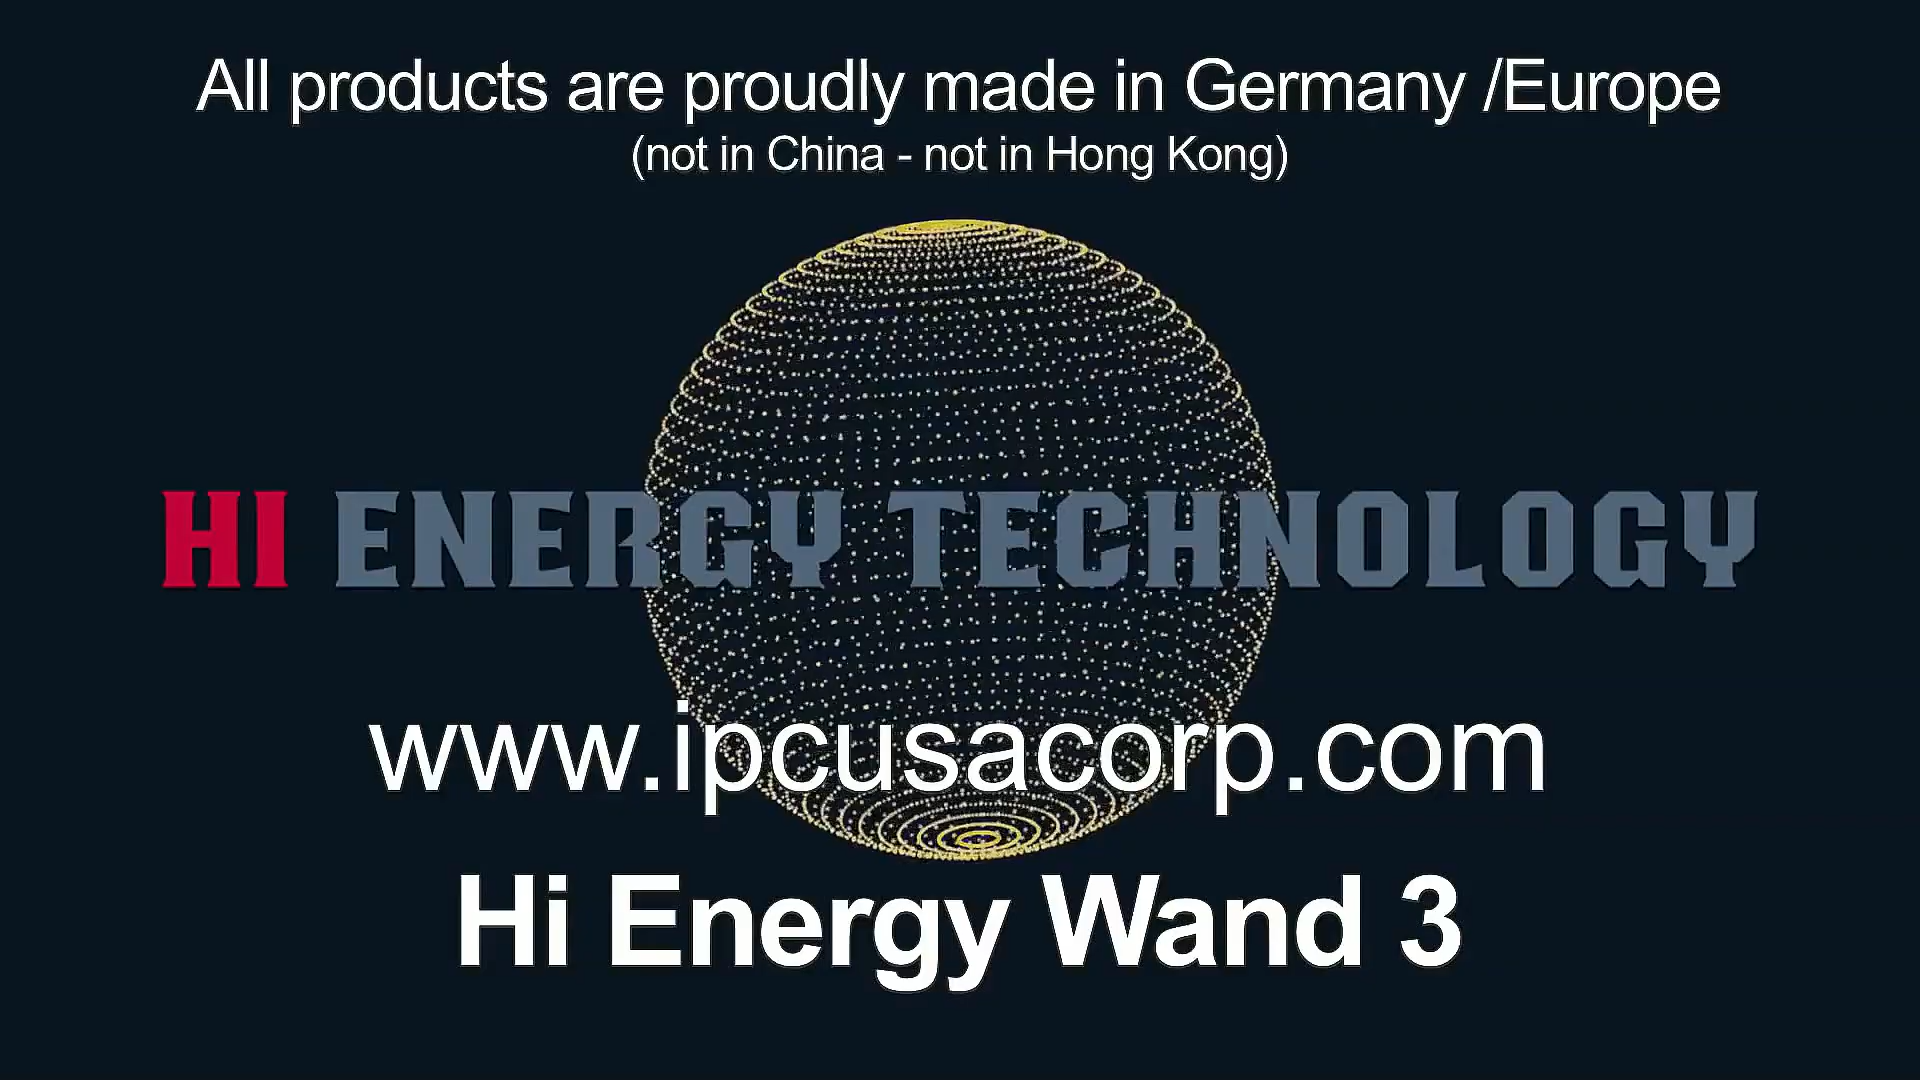 All products are proudly made in Germany /Europe
(not in China - not in Hong Kong)
HI ENERGY TECHNOLOGY
www.ipcusacorp.com
Hi Energy Wand 3